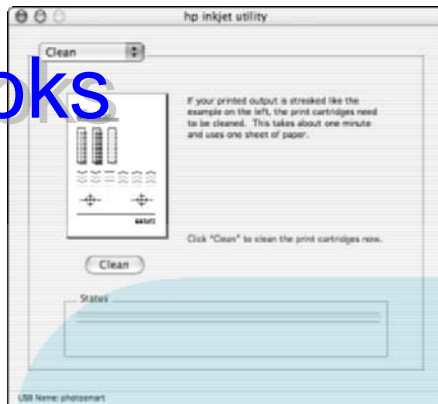 hp inkjet utility
Clean
oks
If your printed output is streaked like the
example on the left, the print cartridges need
to be cleaned. This takes about one minute
and uses one sheet of paper.
Click "Clean" to clean the print cartridges now.
Clean
Status
USB Name: photosmart